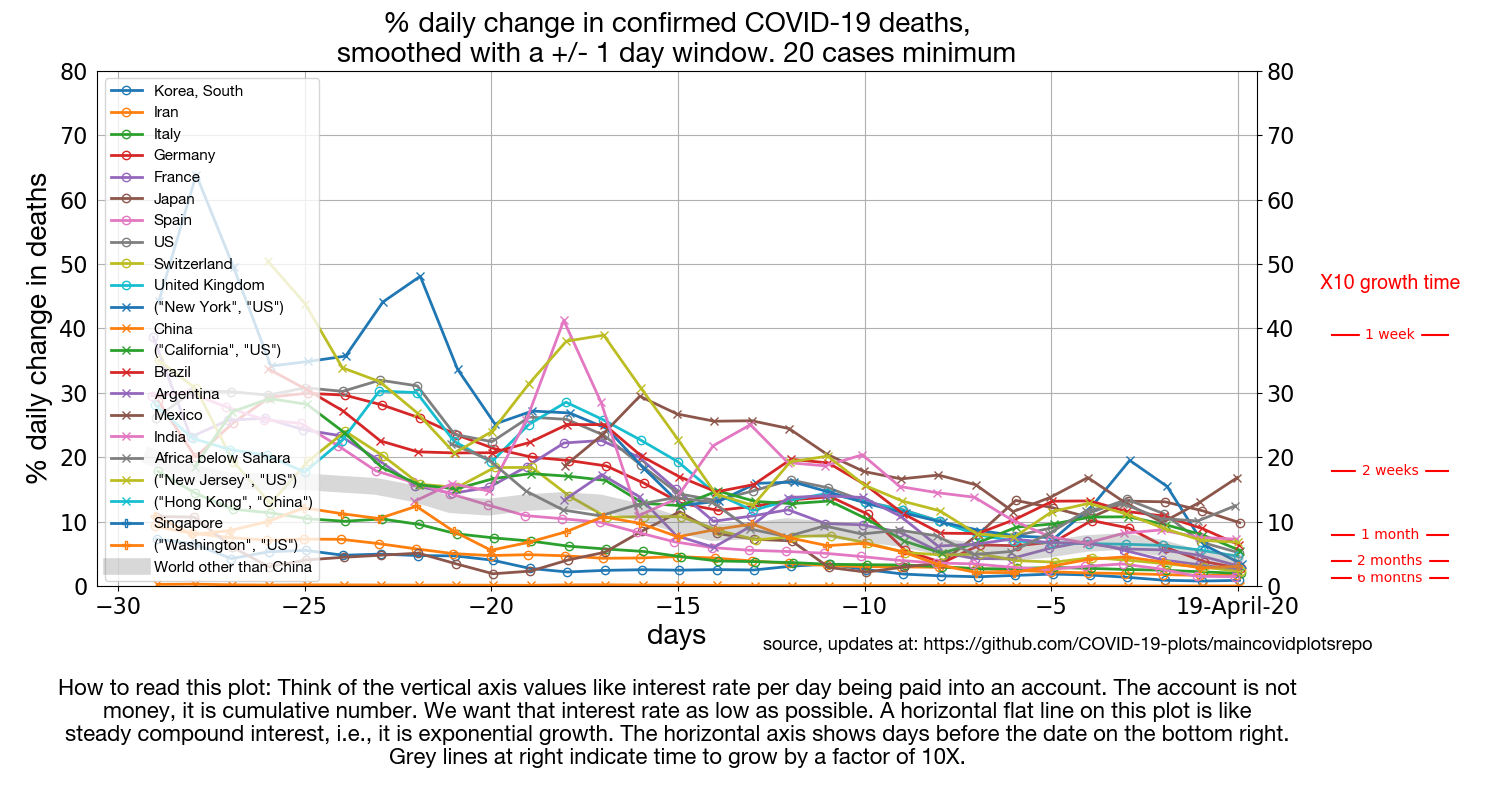 % daily change in confirmed COVID-19 deaths,
smoothed with a +/- 1 day window. 20 cases minimum
80
70
60
50
40
30
20
10
0
% daily change in deaths
Korea, South
Iran
Italy
Germany
France
Japan
Spain
US
Switzerland
United Kingdom
("New York", "US")
China
("California", "US")
Brazil
Argentina
Mexico
India
Africa below Sahara
("New Jersey", "US")
("Hong Kong", "China")
Singapore
("Washington", "US")
World other than China
80
70
60
50
40
30
20
10
0
X10 growth time
1 week
2 weeks
1 month
2 months
6 months
−30
−25
−20
−15
−10
−5
19-April-20
days
source, updates at: https://github.com/COVID-19-plots/maincovidplotsrepo
How to read this plot: Think of the vertical axis values like interest rate per day being paid into an account. The account is not
money, it is cumulative number. We want that interest rate as low as possible. A horizontal flat line on this plot is like
steady compound interest, i.e., it is exponential growth. The horizontal axis shows days before the date on the bottom right.
Grey lines at right indicate time to grow by a factor of 10X.